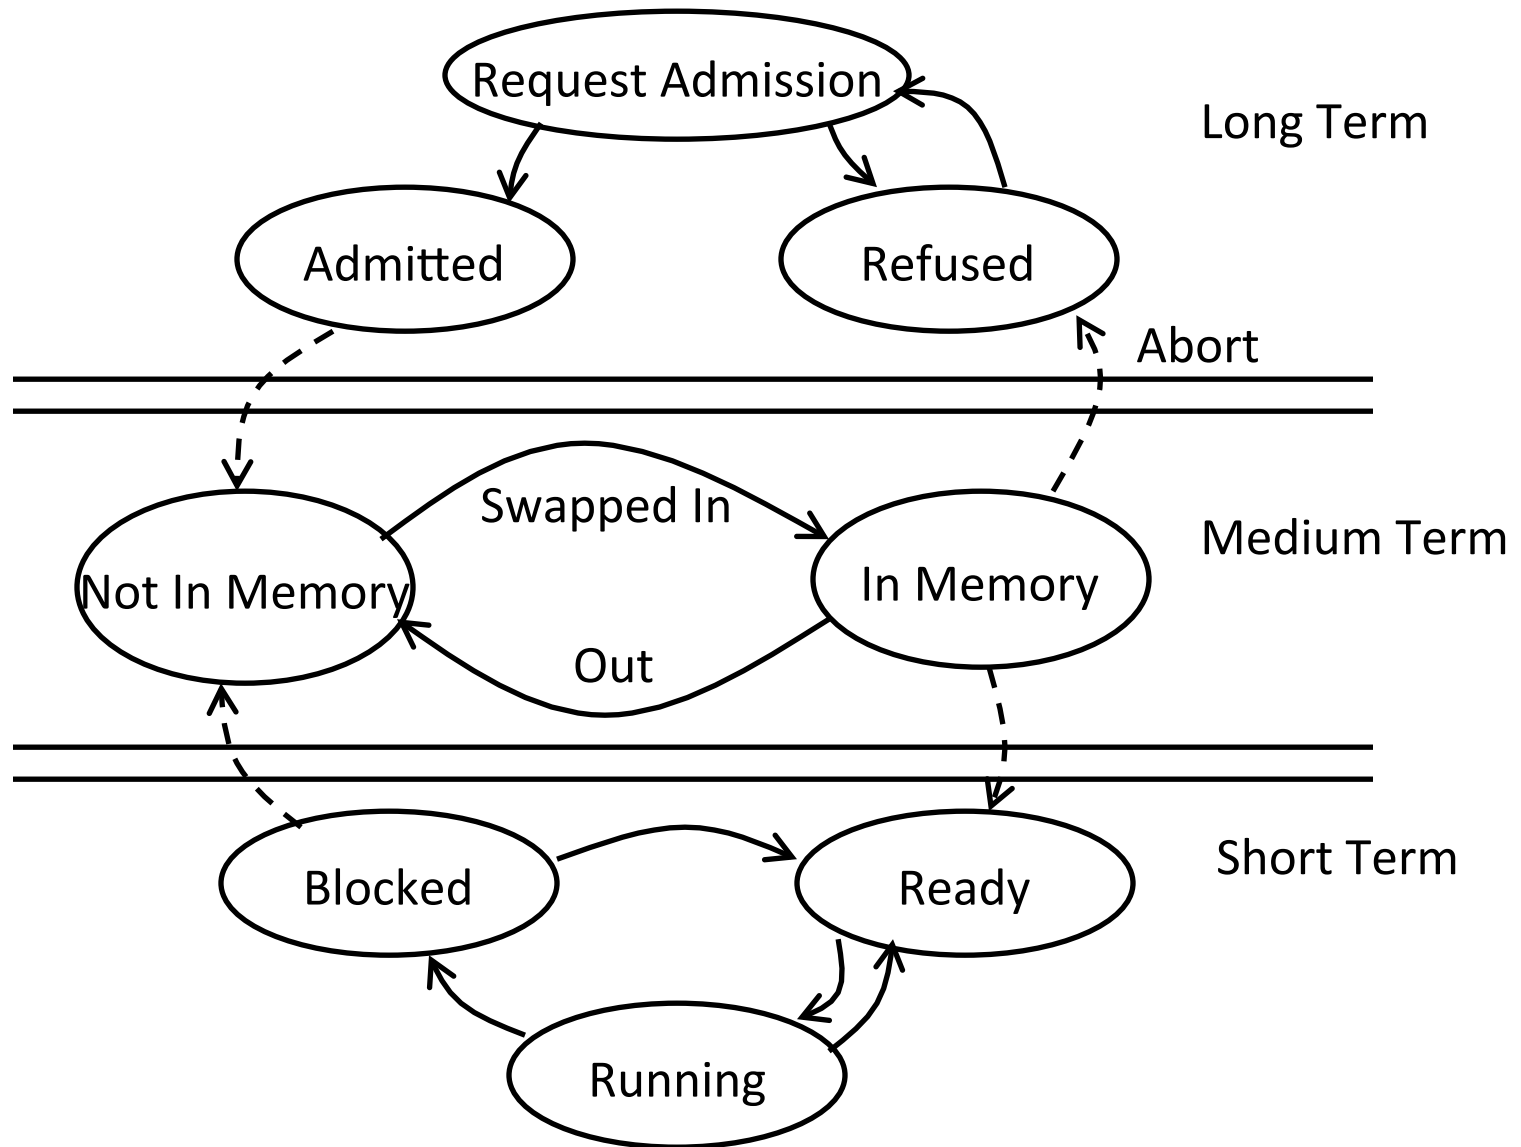 Request Admission
Long Term
Admitted
Refused
Abort
Swapped In
Medium Term
Not In Memory
In Memory
Out
Short Term
Blocked
Ready
Running